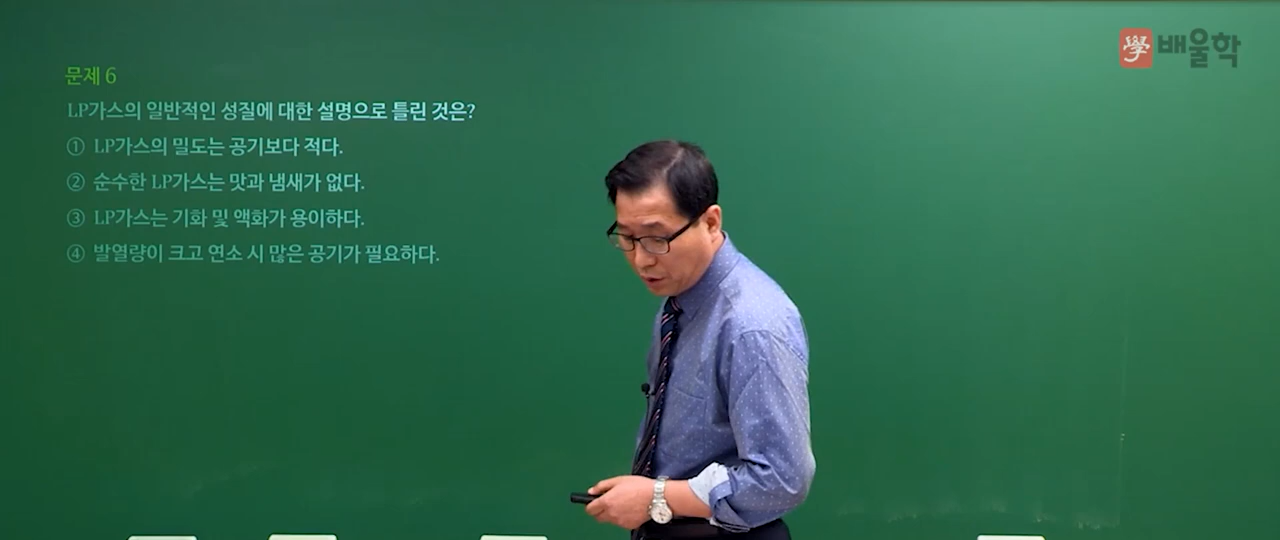 學 배울학
문제 6
LP가스의 일반적인 성질에 대한 설명으로 틀린 것은?
① LP가스의 밀도는 공기보다 적다.
② 순수한 LP가스는 맛과 냄새가 없다.
③ LP가스는 기화 및 액화가 용이하다.
④ 발열량이 크고 연소 시 많은 공기가 필요하다.